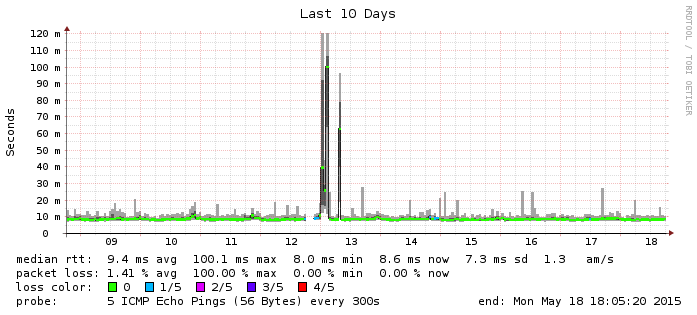 Last 10 Days
RRDTOOL / TOBI OETIKER
Seconds
120 m
110 m
100 m
90 m
80 m
70 m
60 m
50 m
40 m
30 m
20 m
10 m
0
09 10 11 12 13 14 15 16 17 18
median rtt: 9.4 ms avg 100.1 ms max 8.0 ms min 8.6 ms now 7.3 ms sd 1.3 am/s
packet loss: 1.41 % avg 100.00 % max 0.00 % min 0.00 % now
loss color: 0 1/5 2/5 3/5 4/5
probe: 5 ICMP Echo Pings (56 Bytes) every 300s end: Mon May 18 18:05:20 2015